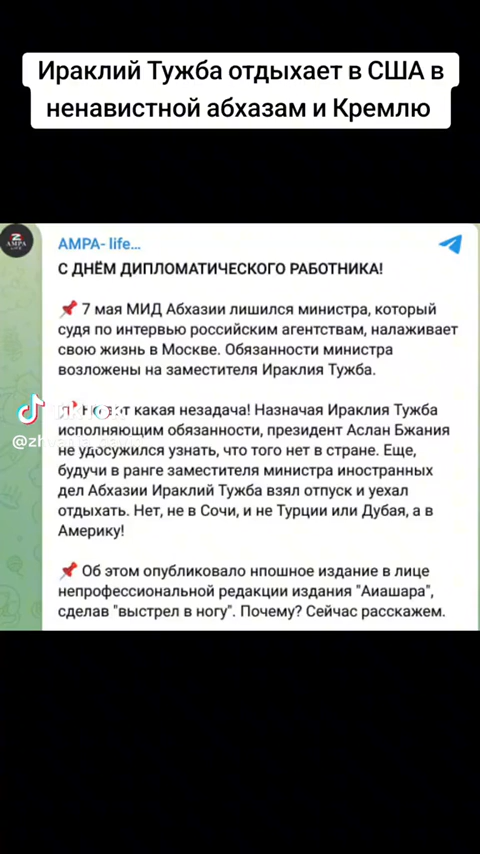 Ираклий Тужба отдыхает в США в
ненавистной абхазам и Кремлю
AMPA
AMPA- life...
С ДНЁМ ДИПЛОМАТИЧЕСКОГО РАБОТНИКА!
📌 7 мая МИД Абхазии лишился министра, который
судя по интервью российским агентствам, налаживает
свою жизнь в Москве. Обязанности министра
возложены на заместителя Ираклия Тужба.
какая незадача! Назначая Ираклия Тужба
исполняющим обязанности, президент Аслан Бжания
не удосужился узнать, что того нет в стране. Еще,
будучи в ранге заместителя министра иностранных
дел Абхазии Ираклий Тужба взял отпуск и уехал
отдыхать. Нет, не в Сочи, и не Турции или Дубая, а в
Америку!
📌 Об этом опубликовало нпошное издание в лице
непрофессиональной редакции издания "Аиашара",
сделав "выстрел в ногу". Почему? Сейчас расскажем.